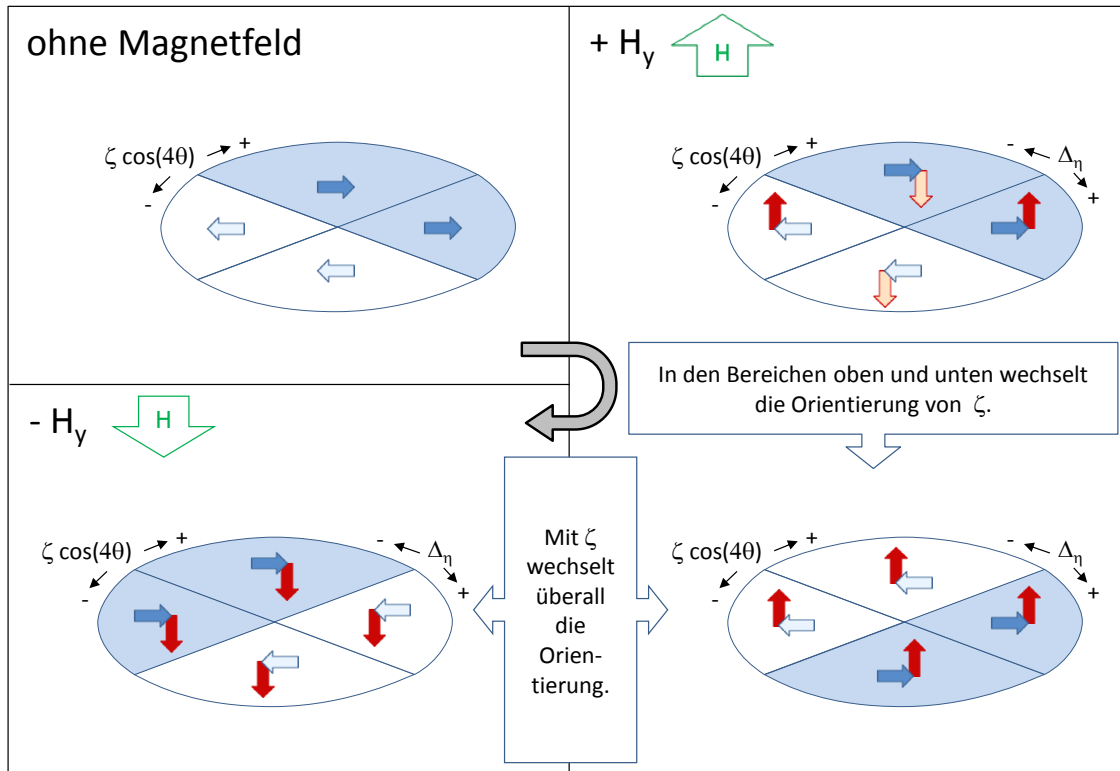 ohne Magnetfeld
ζ cos(4θ)
+
-
+ Hy
H
ζ cos(4θ)
+
-
-
Δη
+
In den Bereichen oben und unten wechselt
die Orientierung von ζ.
- Hy
H
ζ cos(4θ)
+
-
-
Δη
+
Mit ζ
wechselt
überall
die
Orien-
tierung.
ζ cos(4θ)
+
-
-
Δη
+